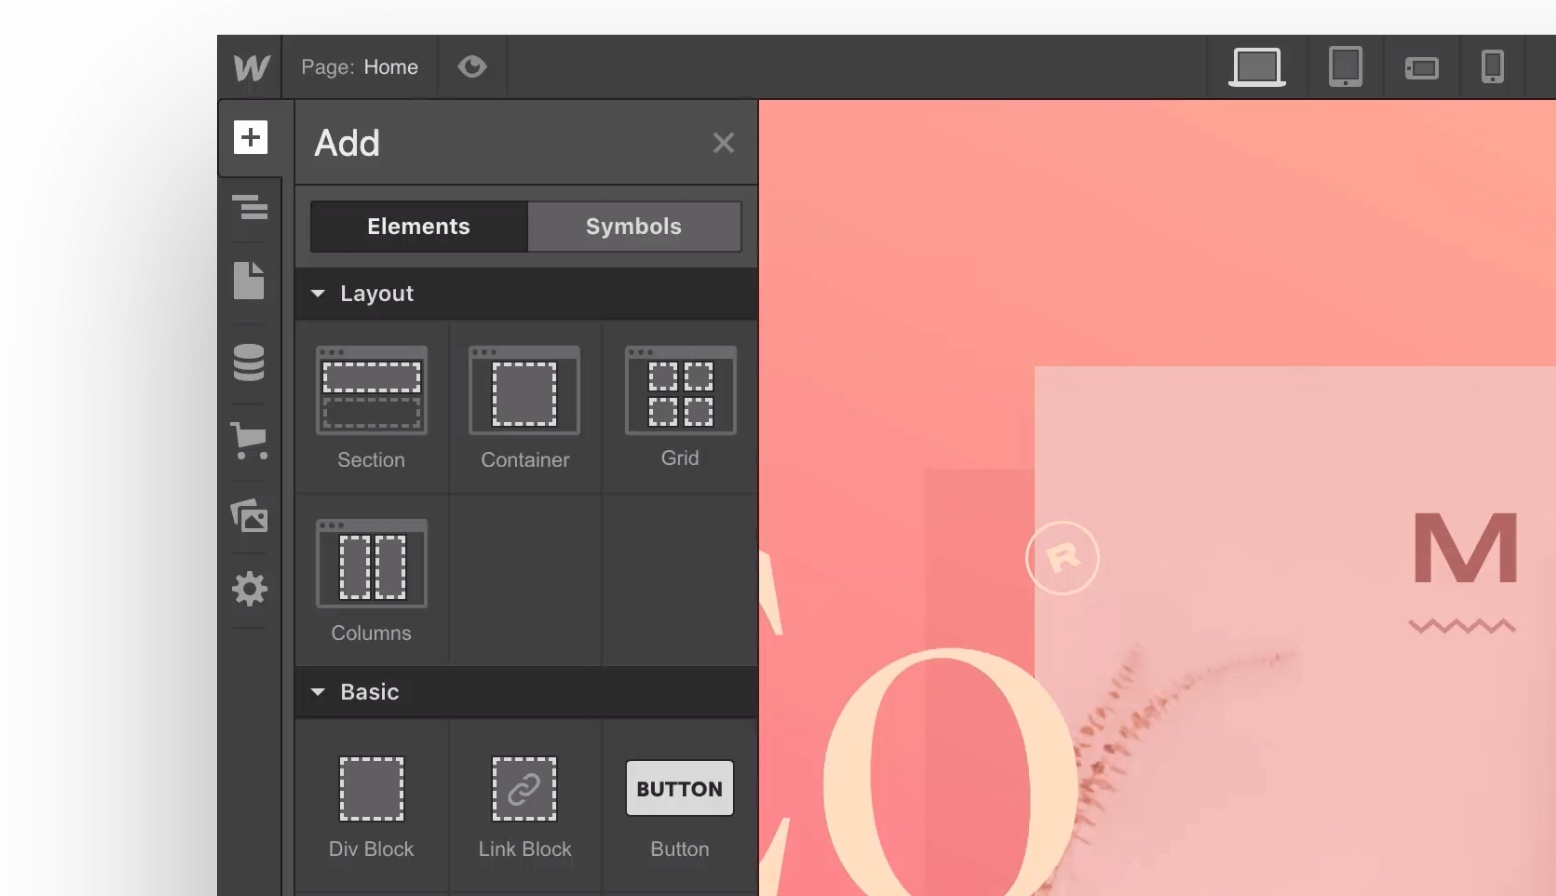 W
Page: Home
Add
Elements
Symbols
Layout
Section
Container
Grid
Columns
Basic
BUTTON
Div Block
Link Block
Button
R
M
O